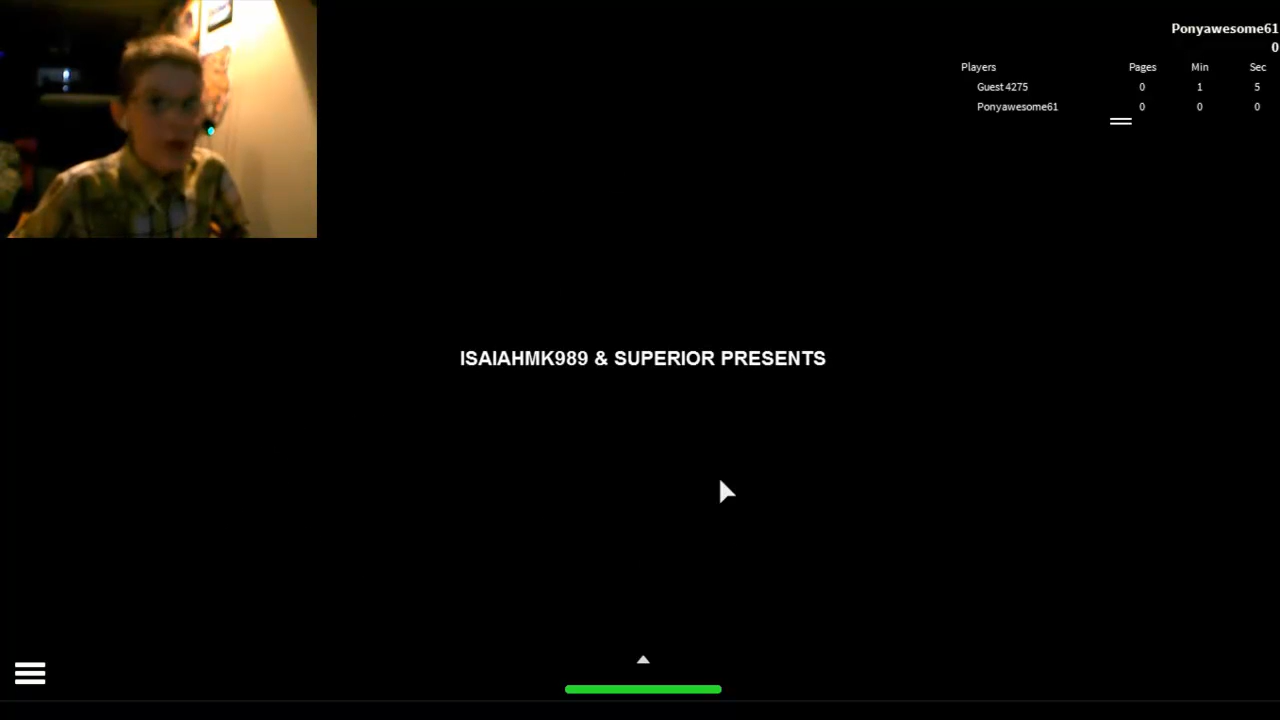 Ponyawesome61
0
Players Pages Min Sec
Guest 4275 0 1 5
Ponyawesome61 0 0 0
ISAIAHMK989 & SUPERIOR PRESENTS